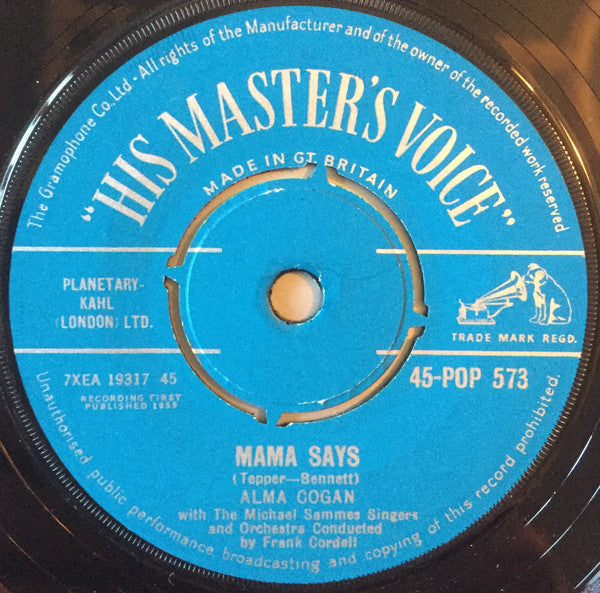 The Gramophone Co.Ltd · All rights of the Manufacturer and of the owner of the recorded work reserved
"HIS MASTER'S VOICE"
MADE IN GT BRITAIN
PLANETARY-
KAHL
(LONDON) LTD.
TRADE MARK REGD.
7XEA 19317 45
RECORDING FIRST
PUBLISHED 1959
45-POP 573
MAMA SAYS
(Tepper—Bennett)
ALMA COGAN
with The Michael Sammes Singers
and Orchestra Conducted
by Frank Cordell
Unauthorised public performance broadcasting and copying of this record prohibited.